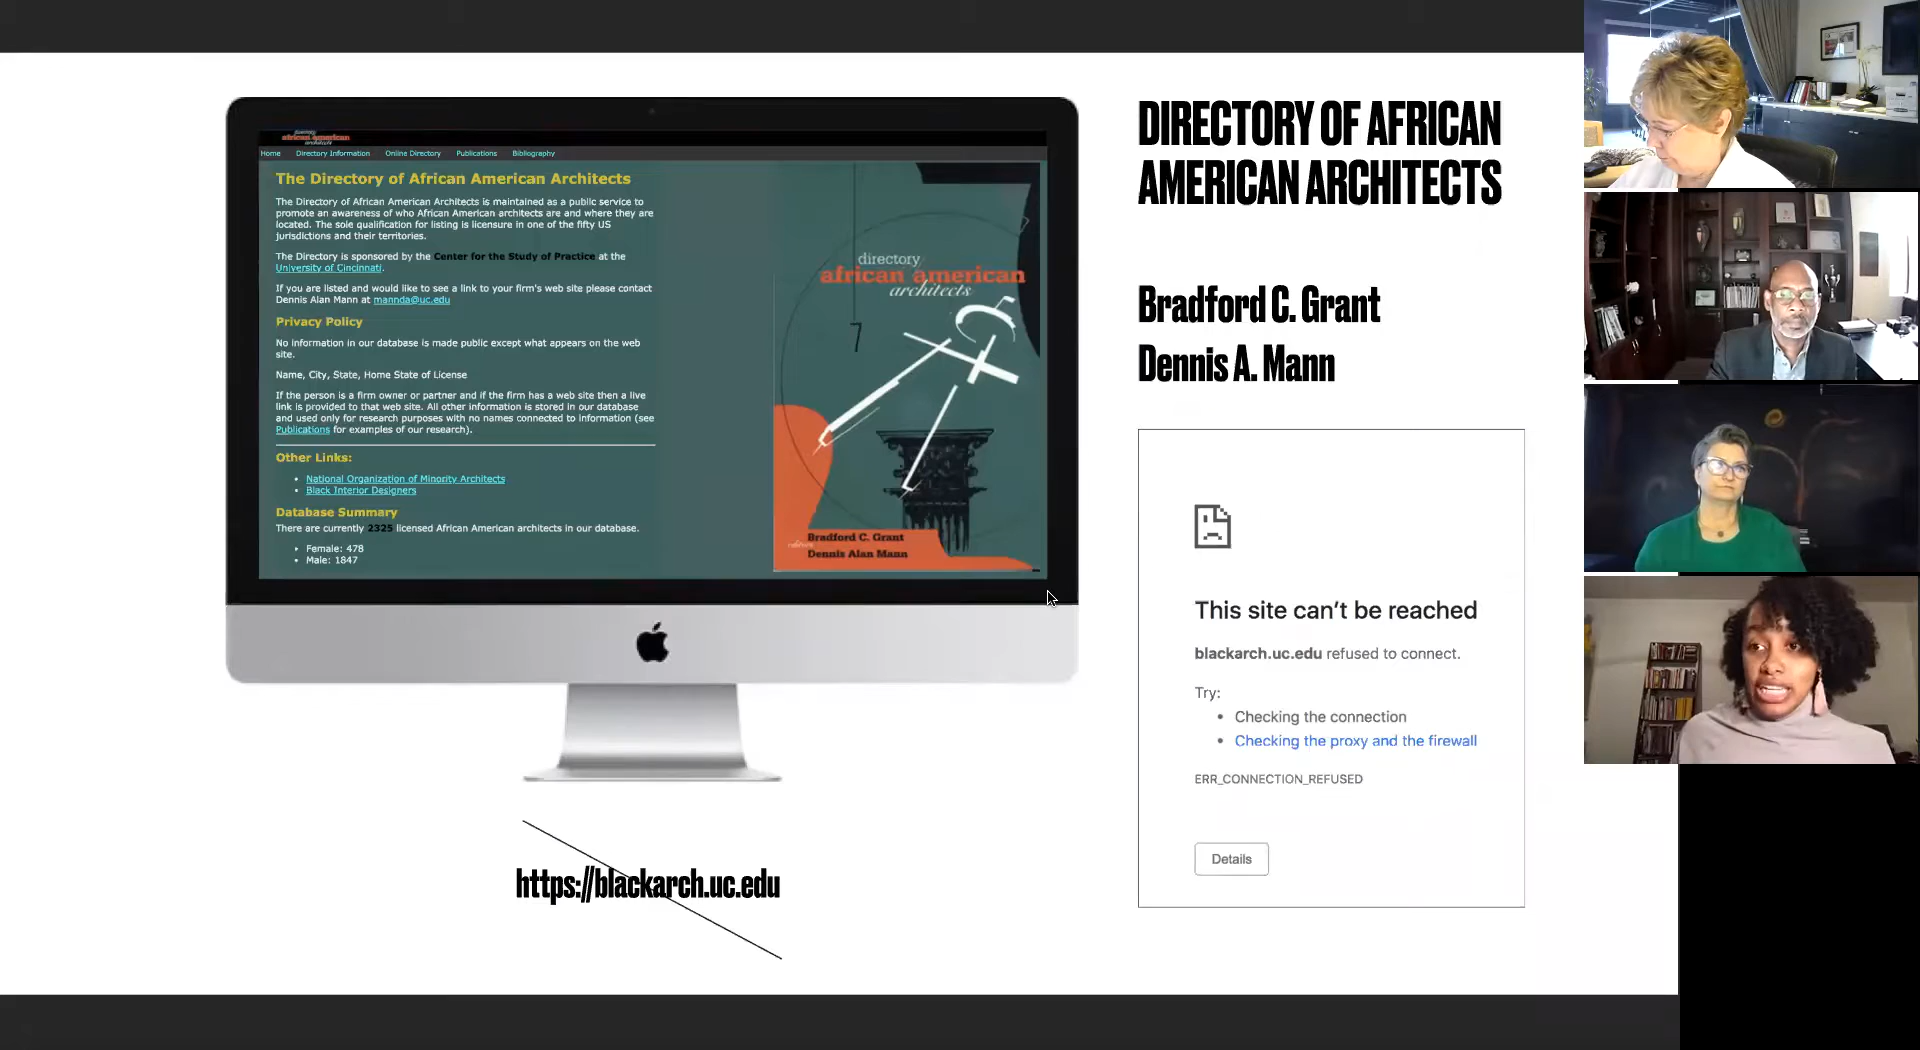 directory
african american
architects
Home Directory Information Online Directory Publications Bibliography
The Directory of African American Architects
The Directory of African American Architects is maintained as a public service to
promote an awareness of who African American architects are and where they are
located. The sole qualification for listing is licensure in one of the fifty US
jurisdictions and their territories.
The Directory is sponsored by the Center for the Study of Practice at the
University of Cincinnati.
If you are listed and would like to see a link to your firm's web site please contact
Dennis Alan Mann at mannda@uc.edu
Privacy Policy
No information in our database is made public except what appears on the web
site.
Name, City, State, Home State of License
If the person is a firm owner or partner and if the firm has a web site then a live
link is provided to that web site. All other information is stored in our database
and used only for research purposes with no names connected to information (see
Publications for examples of our research).
Other Links:
• National Organization of Minority Architects
• Black Interior Designers
Database Summary
There are currently 2325 licensed African American architects in our database.
• Female: 478
• Male: 1847
directory
african american
architects
7
Bradford C. Grant
editors
Dennis Alan Mann
https://blackarch.uc.edu
DIRECTORY OF AFRICAN
AMERICAN ARCHITECTS
Bradford C. Grant
Dennis A. Mann
This site can't be reached
blackarch.uc.edu refused to connect.
Try:
• Checking the connection
• Checking the proxy and the firewall
ERR_CONNECTION_REFUSED
Details